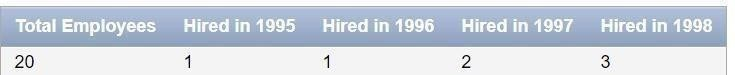 Total Employees Hired in 1995 Hired in 1996 Hired in 1997 Hired in 1998
20 1 1 2 3